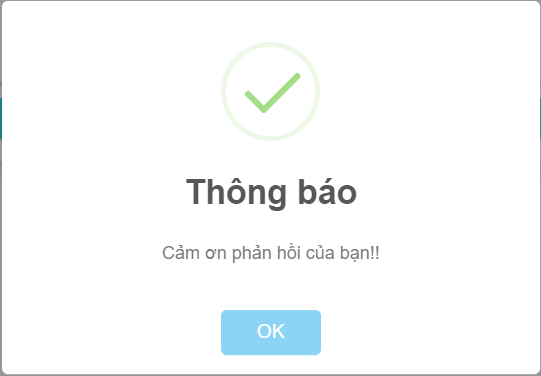 Thông báo
Cảm ơn phản hồi của bạn!!
OK